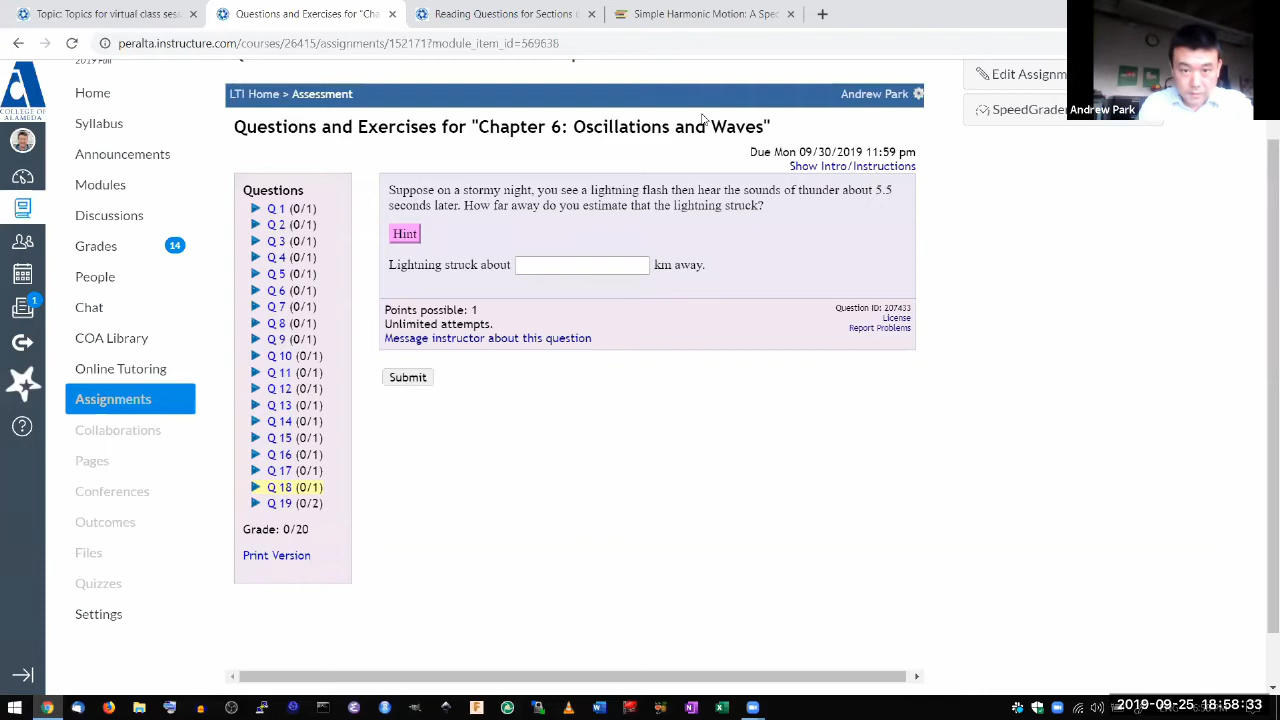 Topic: Topics for virtual class sess
Questions and Exercises for "Cha
Reading Questions for Sections
Simple Harmonic Motion: A Spec
peralta.instructure.com/courses/26415/assignments/152171?module_item_id=569638
2019 Fall
COLLEGE OF
ALAMEDA
Home
Syllabus
Announcements
Modules
Discussions
Grades 14
People
Chat
1
COA Library
Online Tutoring
Assignments
Collaborations
Pages
Conferences
Outcomes
Files
Quizzes
Settings
LTI Home > Assessment
Andrew Park
Questions and Exercises for "Chapter 6: Oscillations and Waves"
Due Mon 09/30/2019 11:59 pm
Show Intro/Instructions
Questions
Q 1 (0/1)
Q 2 (0/1)
Q 3 (0/1)
Q 4 (0/1)
Q 5 (0/1)
Q 6 (0/1)
Q 7 (0/1)
Q 8 (0/1)
Q 9 (0/1)
Q 10 (0/1)
Q 11 (0/1)
Q 12 (0/1)
Q 13 (0/1)
Q 14 (0/1)
Q 15 (0/1)
Q 16 (0/1)
Q 17 (0/1)
Q 18 (0/1)
Q 19 (0/2)
Grade: 0/20
Print Version
Suppose on a stormy night, you see a lightning flash then hear the sounds of thunder about 5.5
seconds later. How far away do you estimate that the lightning struck?
Hint
Lightning struck about km away.
Points possible: 1
Unlimited attempts.
Message instructor about this question
Question ID: 207433
License
Report Problems
Submit
Edit Assignm
SpeedGrade
Andrew Park
2019-09-25 18:58:33